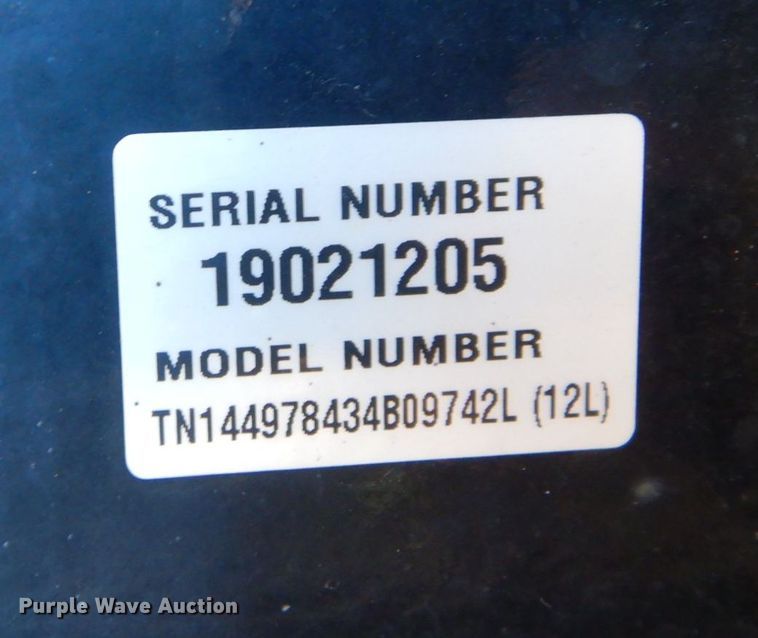 SERIAL NUMBER
19021205
MODEL NUMBER
TN144978434B09742L (12L)
Purple Wave Auction